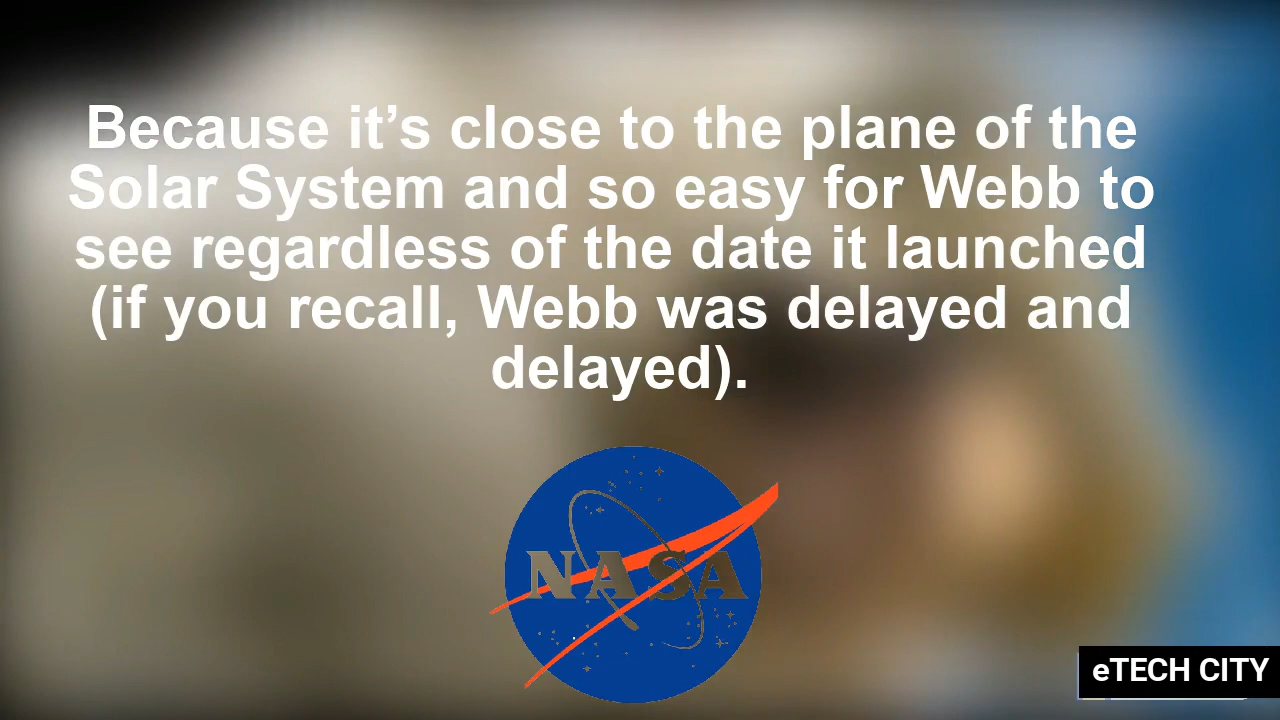 Because it’s close to the plane of the
Solar System and so easy for Webb to
see regardless of the date it launched
(if you recall, Webb was delayed and
delayed).
NASA
eTECH CITY